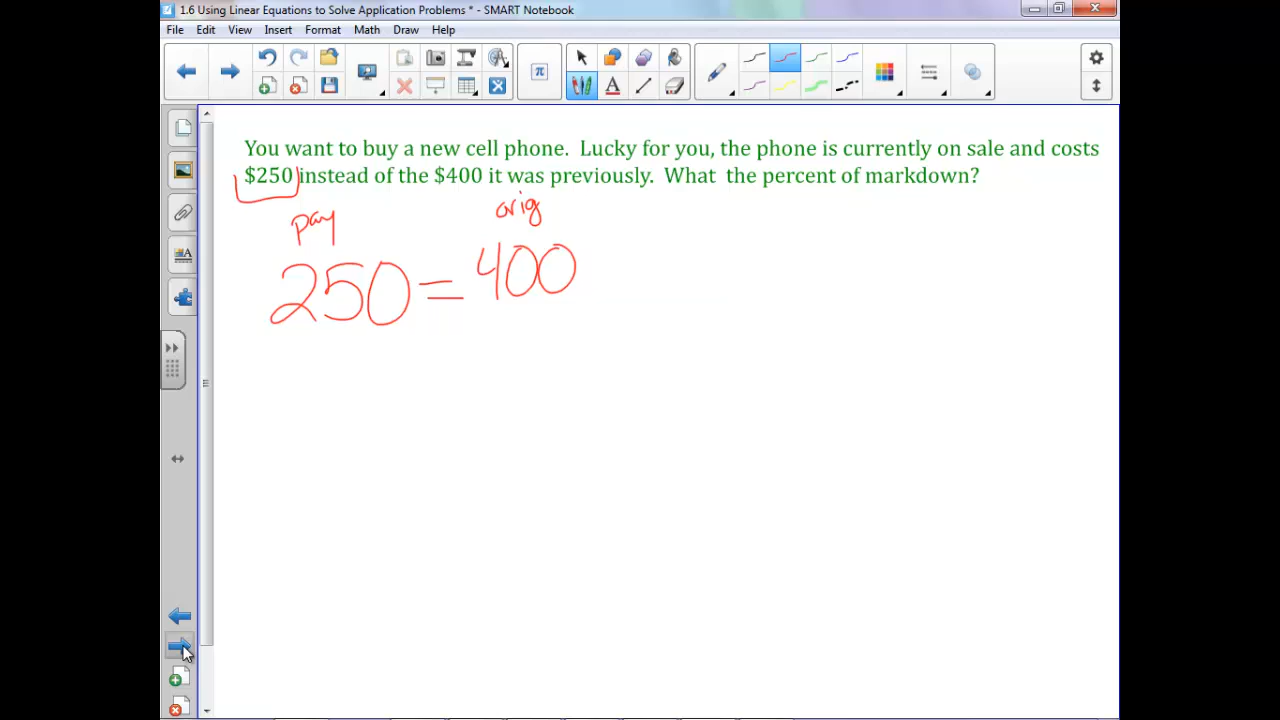 1.6 Using Linear Equations to Solve Application Problems * - SMART Notebook
File Edit View Insert Format Math Draw Help
You want to buy a new cell phone. Lucky for you, the phone is currently on sale and costs
$250 instead of the $400 it was previously. What the percent of markdown?
pay orig
250 = 400